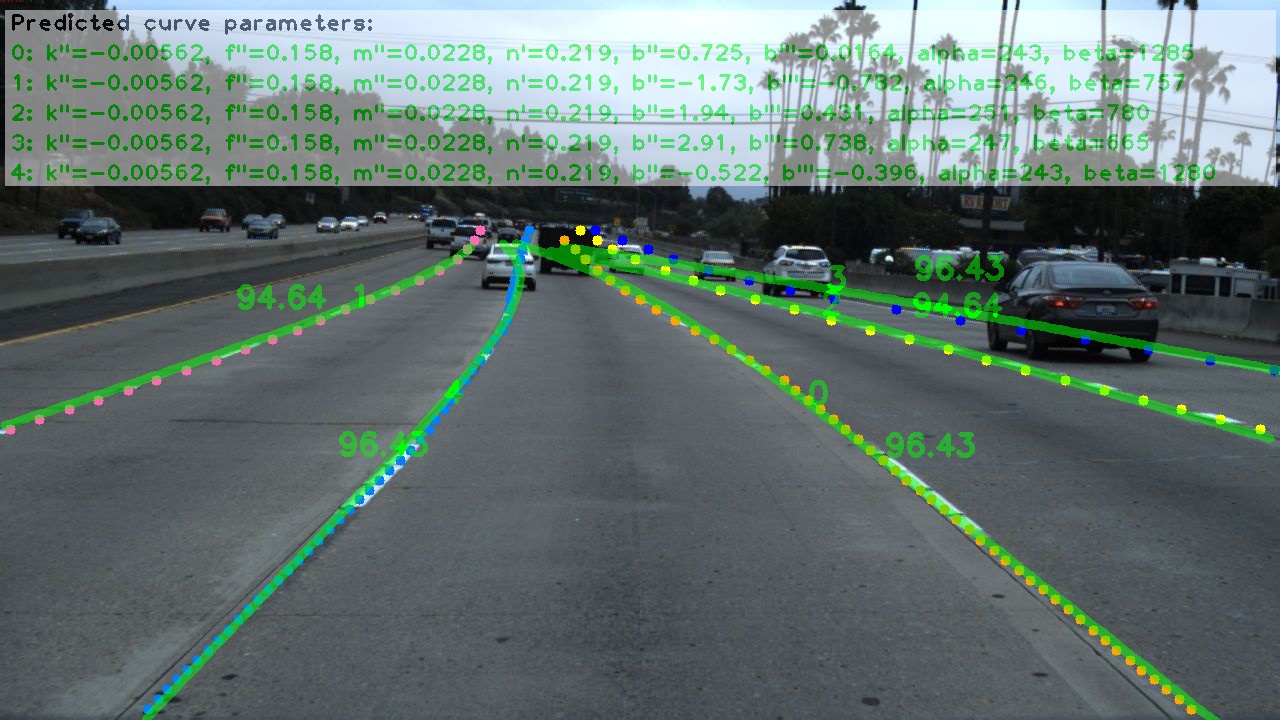 Predicted curve parameters:
0: k''=-0.00562, f''=0.158, m''=0.0228, n'=0.219, b''=0.725, b'''=0.0164, alpha=243, beta=1285
1: k''=-0.00562, f''=0.158, m''=0.0228, n'=0.219, b''=-1.73, b'''=-0.782, alpha=246, beta=757
2: k''=-0.00562, f''=0.158, m''=0.0228, n'=0.219, b''=1.94, b'''=0.431, alpha=251, beta=780
3: k''=-0.00562, f''=0.158, m''=0.0228, n'=0.219, b''=2.91, b'''=0.738, alpha=247, beta=665
4: k''=-0.00562, f''=0.158, m''=0.0228, n'=0.219, b''=-0.522, b'''=-0.396, alpha=243, beta=1280
96.43
94.64 1
3
94.64
0
96.43
96.43